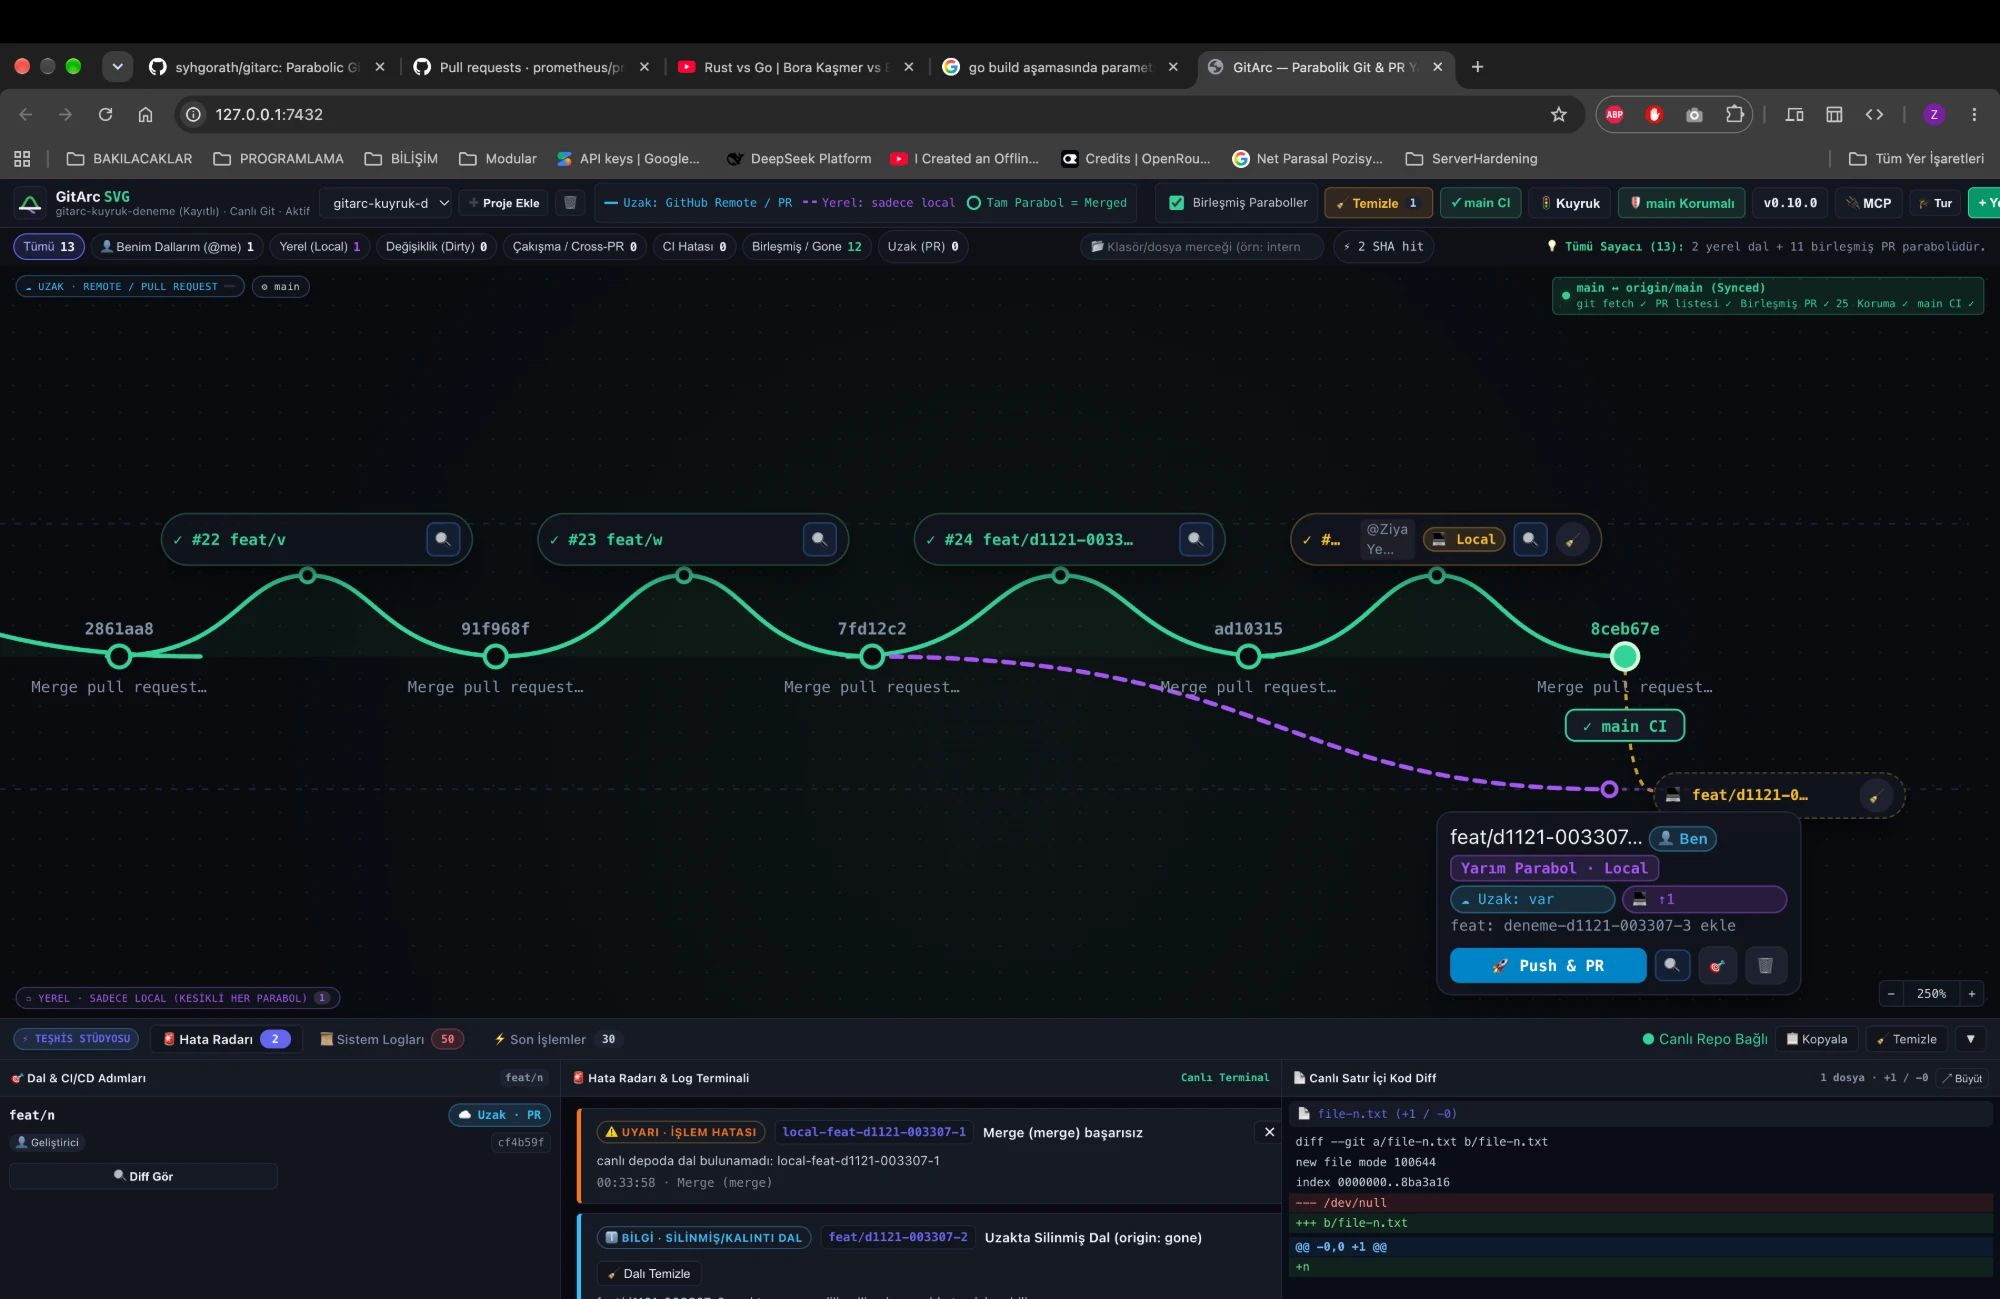 syhgorath/gitarc: Parabolic Gi
Pull requests · prometheus/pr
Rust vs Go | Bora Kaşmer vs
go build aşamasında paramet
GitArc — Parabolik Git & PR Y
127.0.0.1:7432
ABP
Z
BAKILACAKLAR
PROGRAMLAMA
BİLİŞİM
Modular
API keys | Google...
DeepSeek Platform
I Created an Offlin...
Credits | OpenRou...
Net Parasal Pozisy...
ServerHardening
Tüm Yer İşaretleri
GitArc SVG
gitarc-kuyruk-deneme (Kayıtlı) · Canlı Git · Aktif
gitarc-kuyruk-d
+ Proje Ekle
Uzak: GitHub Remote / PR
Yerel: sadece local
Tam Parabol = Merged
Birleşmiş Paraboller
Temizle 1
✓ main CI
Kuyruk
main Korumalı
v0.10.0
MCP
Tur
+ Ye
Tümü 13
Benim Dallarım (@me) 1
Yerel (Local) 1
Değişiklik (Dirty) 0
Çakışma / Cross-PR 0
CI Hatası 0
Birleşmiş / Gone 12
Uzak (PR) 0
Klasör/dosya merceği (örn: intern
⚡ 2 SHA hit
Tümü Sayacı (13): 2 yerel dal + 11 birleşmiş PR parabolüdür.
UZAK · REMOTE / PULL REQUEST —
main
main ↔ origin/main (Synced)
git fetch ✓ PR listesi ✓ Birleşmiş PR ✓ 25 Koruma ✓ main CI ✓
✓ #22 feat/v
✓ #23 feat/w
✓ #24 feat/d1121-0033…
✓ #…
@Ziya
Ye…
Local
2861aa8
91f968f
7fd12c2
ad10315
8ceb67e
Merge pull request…
Merge pull request…
Merge pull request…
Merge pull request…
Merge pull request…
✓ main CI
feat/d1121-0…
feat/d1121-003307...
Ben
Yarım Parabol · Local
Uzak: var
↑1
feat: deneme-d1121-003307-3 ekle
Push & PR
YEREL · SADECE LOCAL (KESİKLİ HER PARABOL) 1
− 250% +
⚡ TEŞHİS STÜDYOSU
Hata Radarı 2
Sistem Logları 50
Son İşlemler 30
Canlı Repo Bağlı
Kopyala
Temizle
▼
Dal & CI/CD Adımları
feat/n
Hata Radarı & Log Terminali
Canlı Terminal
Canlı Satır İçi Kod Diff
1 dosya · +1 / −0
Büyüt
feat/n
Uzak · PR
Geliştirici
cf4b59f
Diff Gör
UYARI · İŞLEM HATASI
local-feat-d1121-003307-1
Merge (merge) başarısız
canlı depoda dal bulunamadı: local-feat-d1121-003307-1
00:33:58 · Merge (merge)
BİLGİ · SİLİNMİŞ/KALINTI DAL
feat/d1121-003307-2
Uzakta Silinmiş Dal (origin: gone)
Dalı Temizle
file-n.txt (+1 / −0)
diff --git a/file-n.txt b/file-n.txt
new file mode 100644
index 0000000..8ba3a16
--- /dev/null
+++ b/file-n.txt
@@ -0,0 +1 @@
+n